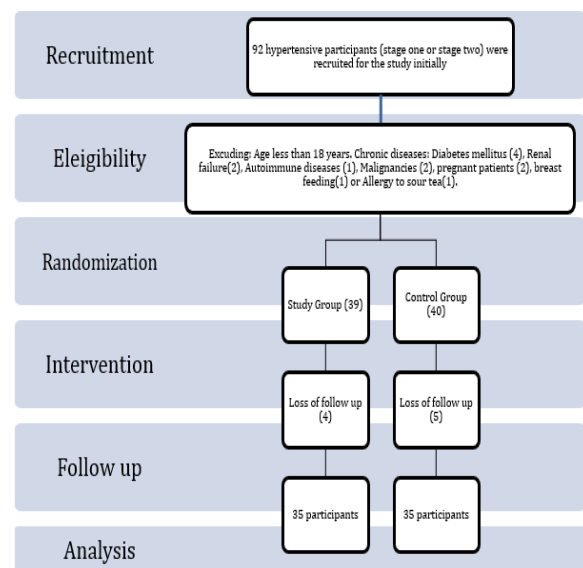 Recruitment
92 hypertensive participants (stage one or stage two) were
recruited for the study initially
Eleigibility
Excuding: Age less than 18 years. Chronic diseases: Diabetes mellitus (4), Renal
failure(2), Autoimmune diseases (1), Malignancies (2), pregnant patients (2), breast
feeding(1) or Allergy to sour tea(1).
Randomization
Study Group (39)
Control Group
(40)
Intervention
Loss of follow up
(4)
Loss of follow up
(5)
Follow up
35 participants
35 participants
Analysis